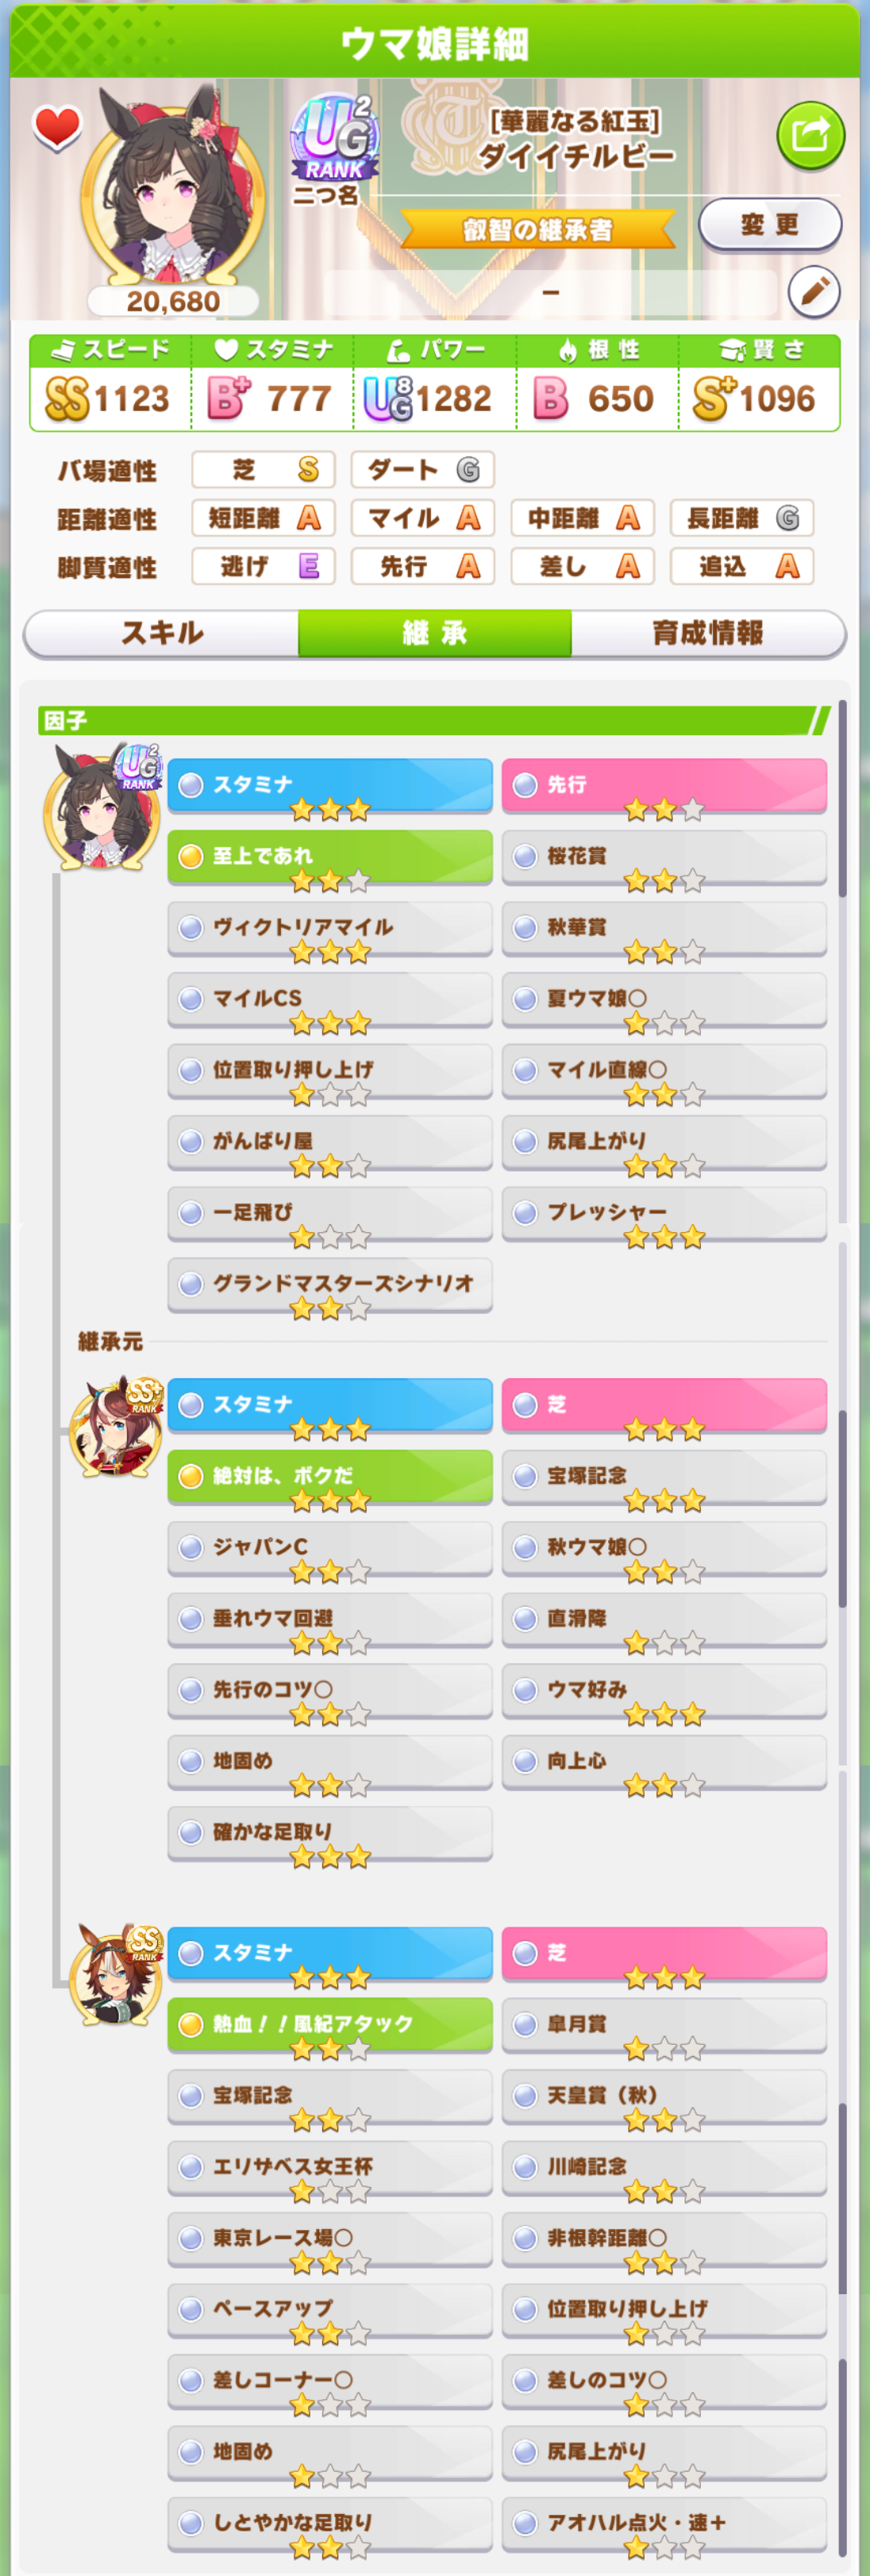 ウマ娘詳細
UG2
RANK
[華麗なる紅玉]
ダイイチルビー
二つ名
叡智の継承者
変更
20,680
–
スピード スタミナ パワー 根性 賢さ
SS 1123 B+ 777 UG8 1282 B 650 S+ 1096
バ場適性 芝 S ダート G
距離適性 短距離 A マイル A 中距離 A 長距離 G
脚質適性 逃げ E 先行 A 差し A 追込 A
スキル 継承 育成情報
因子
UG2
RANK
スタミナ 先行
至上であれ 桜花賞
ヴィクトリアマイル 秋華賞
マイルCS 夏ウマ娘○
位置取り押し上げ マイル直線○
がんばり屋 尻尾上がり
一足飛び プレッシャー
グランドマスターズシナリオ
継承元
SS+
RANK
スタミナ 芝
絶対は、ボクだ 宝塚記念
ジャパンC 秋ウマ娘○
垂れウマ回避 直滑降
先行のコツ○ ウマ好み
地固め 向上心
確かな足取り
SS
RANK
スタミナ 芝
熱血！！風紀アタック 皐月賞
宝塚記念 天皇賞（秋）
エリザベス女王杯 川崎記念
東京レース場○ 非根幹距離○
ペースアップ 位置取り押し上げ
差しコーナー○ 差しのコツ○
地固め 尻尾上がり
しとやかな足取り アオハル点火・速＋